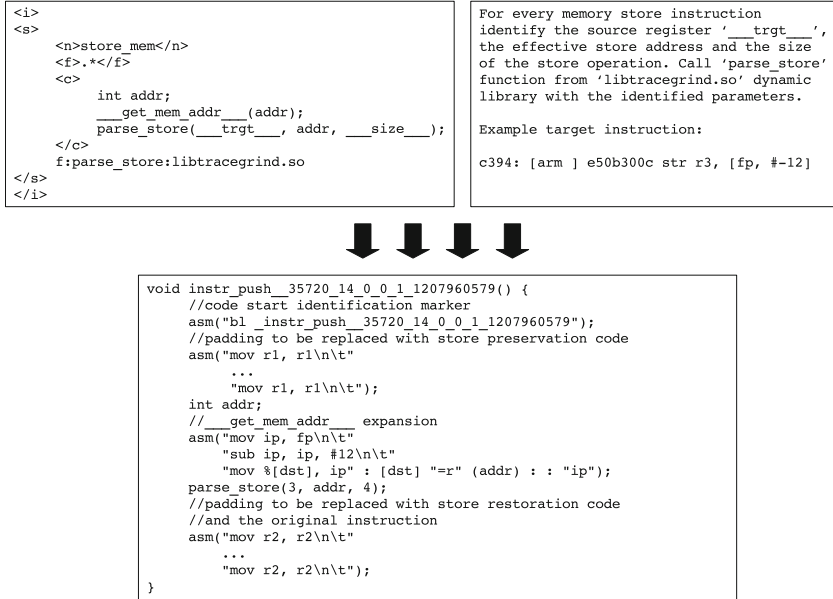 <i>
<s>
<n>store_mem</n>
<f>.*</f>
<c>
int addr;
___get_mem_addr___(addr);
parse_store(___trgt___, addr, ___size___);
</c>
f:parse_store:libtracegrind.so
</s>
</i>
For every memory store instruction
identify the source register ‘___trgt___’,
the effective store address and the size
of the store operation. Call ‘parse_store’
function from ‘libtracegrind.so’ dynamic
library with the identified parameters.
Example target instruction:
c394: [arm ] e50b300c str r3, [fp, #-12]
void instr_push__35720_14_0_0_1_1207960579() {
//code start identification marker
asm("bl _instr_push__35720_14_0_0_1_1207960579");
//padding to be replaced with store preservation code
asm("mov r1, r1\n\t"
...
"mov r1, r1\n\t");
int addr;
//___get_mem_addr___ expansion
asm("mov ip, fp\n\t"
"sub ip, ip, #12\n\t"
"mov %[dst], ip" : [dst] "=r" (addr) : : "ip");
parse_store(3, addr, 4);
//padding to be replaced with store restoration code
//and the original instruction
asm("mov r2, r2\n\t"
...
"mov r2, r2\n\t");
}